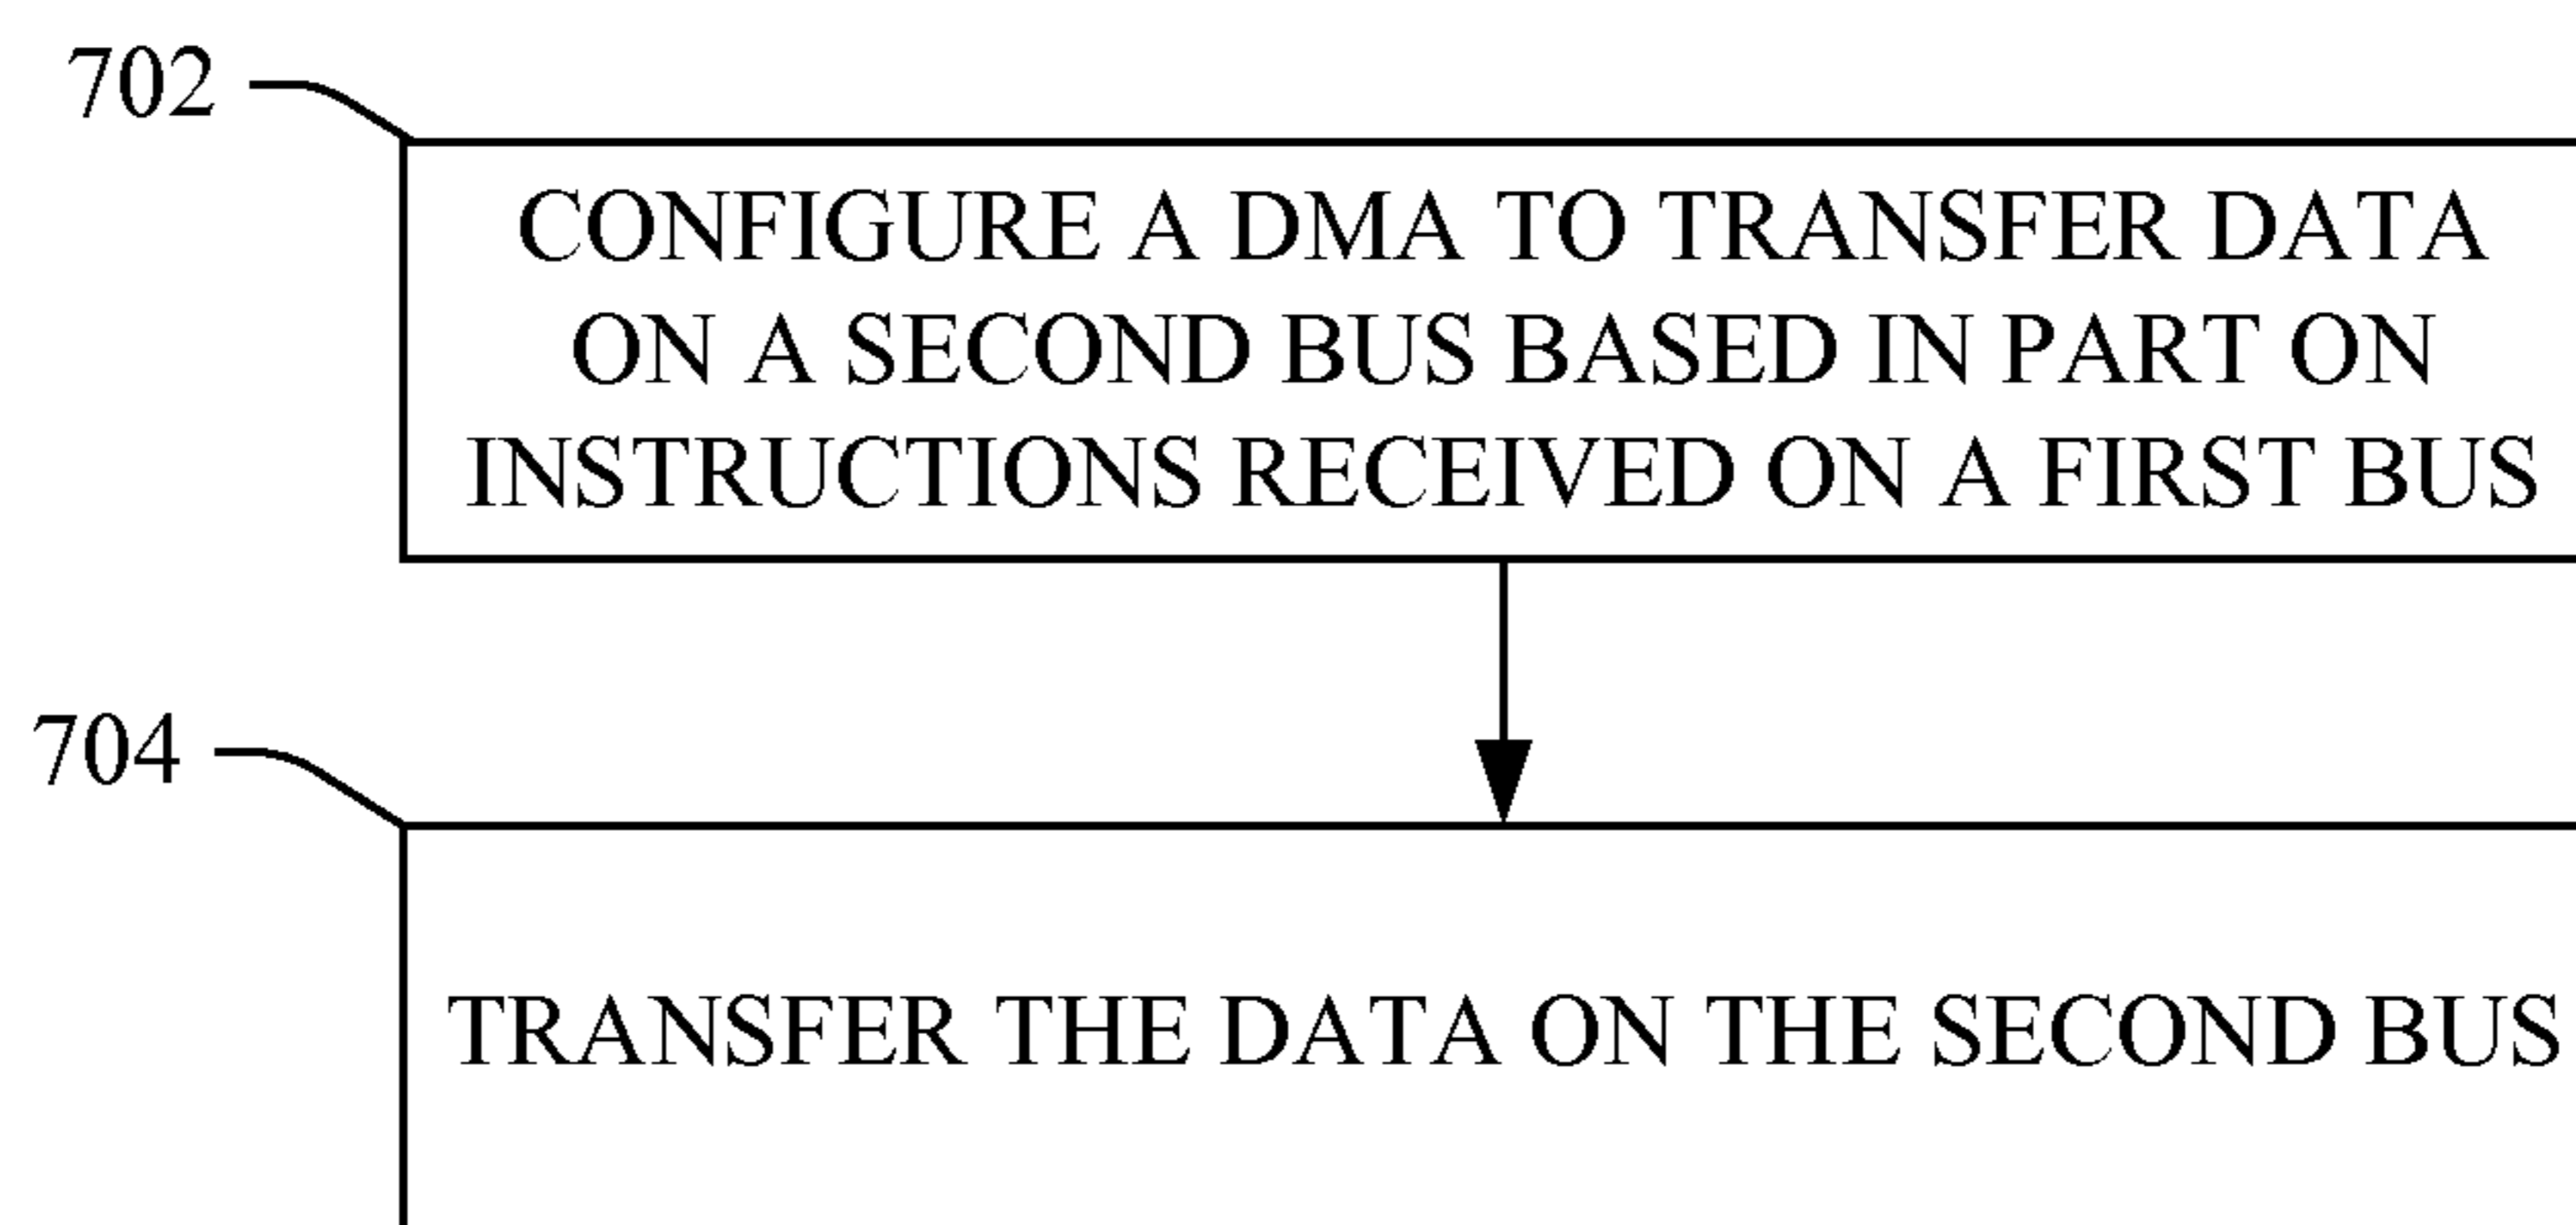 702
CONFIGURE A DMA TO TRANSFER DATA
ON A SECOND BUS BASED IN PART ON
INSTRUCTIONS RECEIVED ON A FIRST BUS
704
TRANSFER THE DATA ON THE SECOND BUS